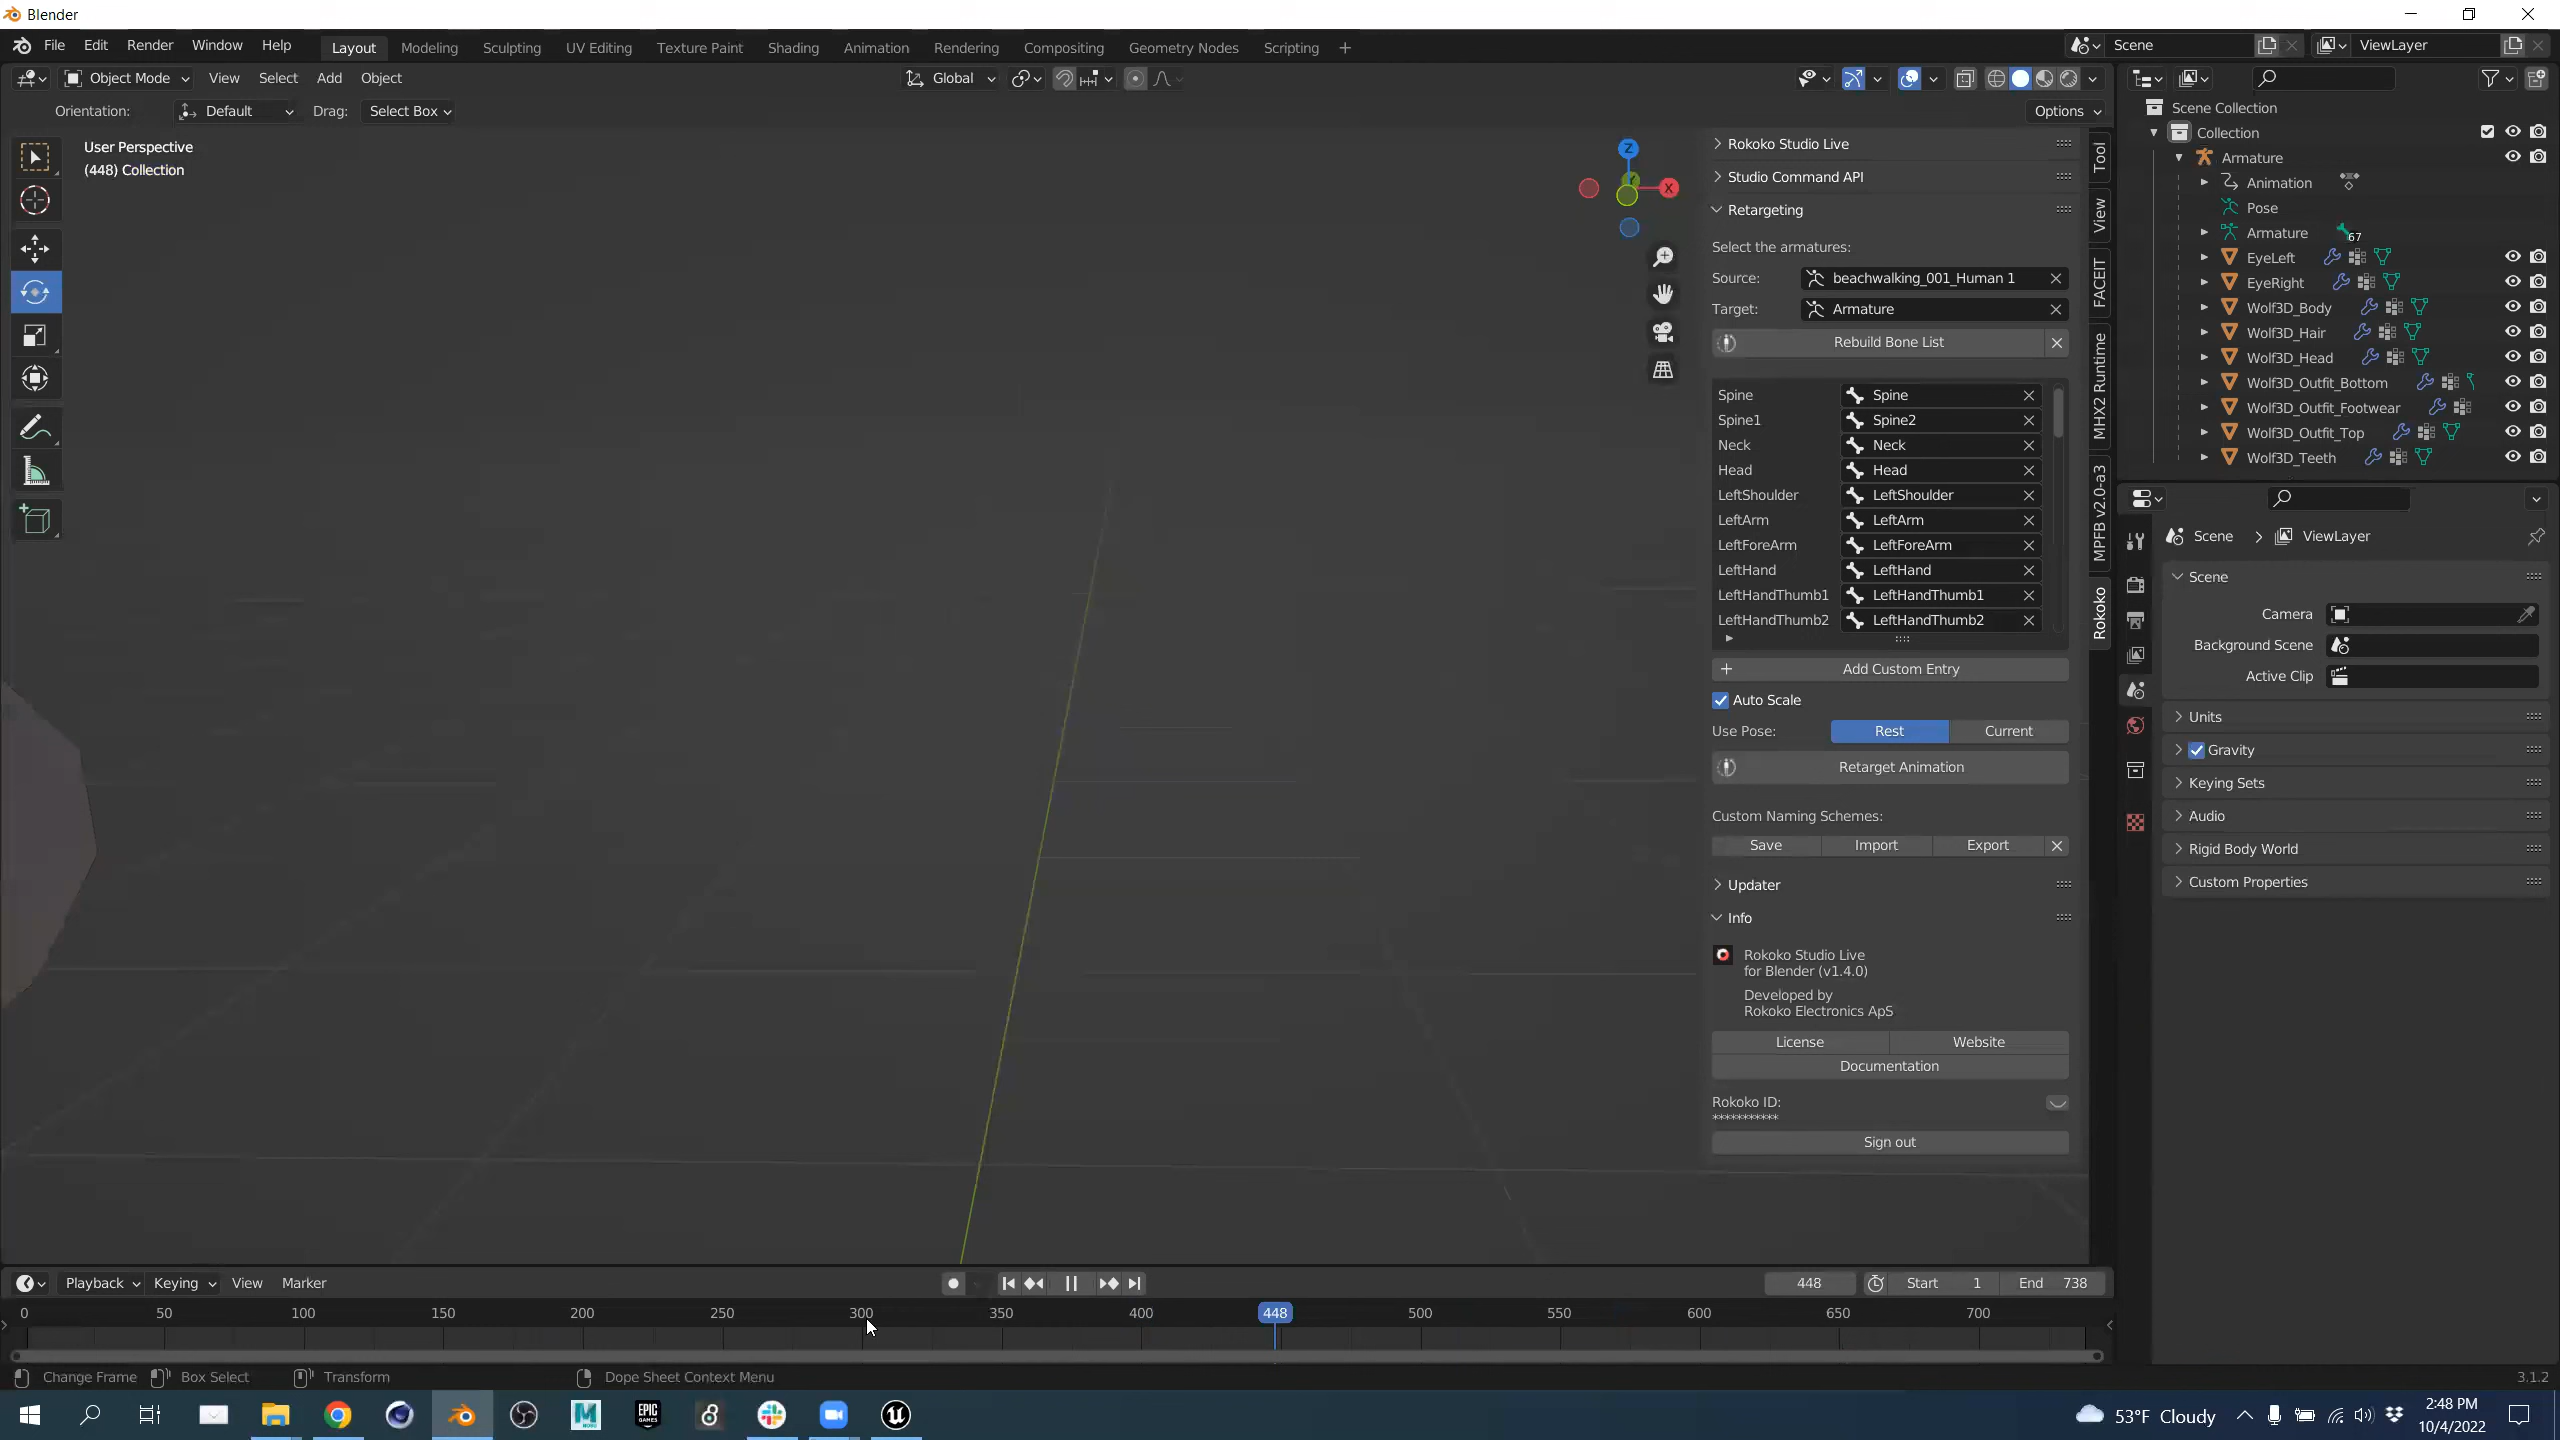 Blender
File Edit Render Window Help Layout Modeling Sculpting UV Editing Texture Paint Shading Animation Rendering Compositing Geometry Nodes Scripting + Scene ViewLayer
Object Mode View Select Add Object Global
Orientation: Default Drag: Select Box Options
User Perspective
(448) Collection
Z
X
Rokoko Studio Live
Studio Command API
Retargeting
Select the armatures:
Source: beachwalking_001_Human 1
Target: Armature
Rebuild Bone List
Spine Spine
Spine1 Spine2
Neck Neck
Head Head
LeftShoulder LeftShoulder
LeftArm LeftArm
LeftForeArm LeftForeArm
LeftHand LeftHand
LeftHandThumb1 LeftHandThumb1
LeftHandThumb2 LeftHandThumb2
Add Custom Entry
Auto Scale
Use Pose: Rest Current
Retarget Animation
Custom Naming Schemes:
Save Import Export
Updater
Info
Rokoko Studio Live
for Blender (v1.4.0)
Developed by
Rokoko Electronics ApS
License Website
Documentation
Rokoko ID:
***********
Sign out
Tool
View
FACEIT
MHX2 Runtime
MPFB v2.0-a3
Rokoko
Scene Collection
Collection
Armature
Animation
Pose
Armature 67
EyeLeft
EyeRight
Wolf3D_Body
Wolf3D_Hair
Wolf3D_Head
Wolf3D_Outfit_Bottom
Wolf3D_Outfit_Footwear
Wolf3D_Outfit_Top
Wolf3D_Teeth
Scene > ViewLayer
Scene
Camera
Background Scene
Active Clip
Units
Gravity
Keying Sets
Audio
Rigid Body World
Custom Properties
Playback Keying View Marker 448 Start 1 End 738
0 50 100 150 200 250 300 350 400 448 500 550 600 650 700
Change Frame Box Select Transform Dope Sheet Context Menu 3.1.2
53°F Cloudy
2:48 PM
10/4/2022
EPIC
GAMES